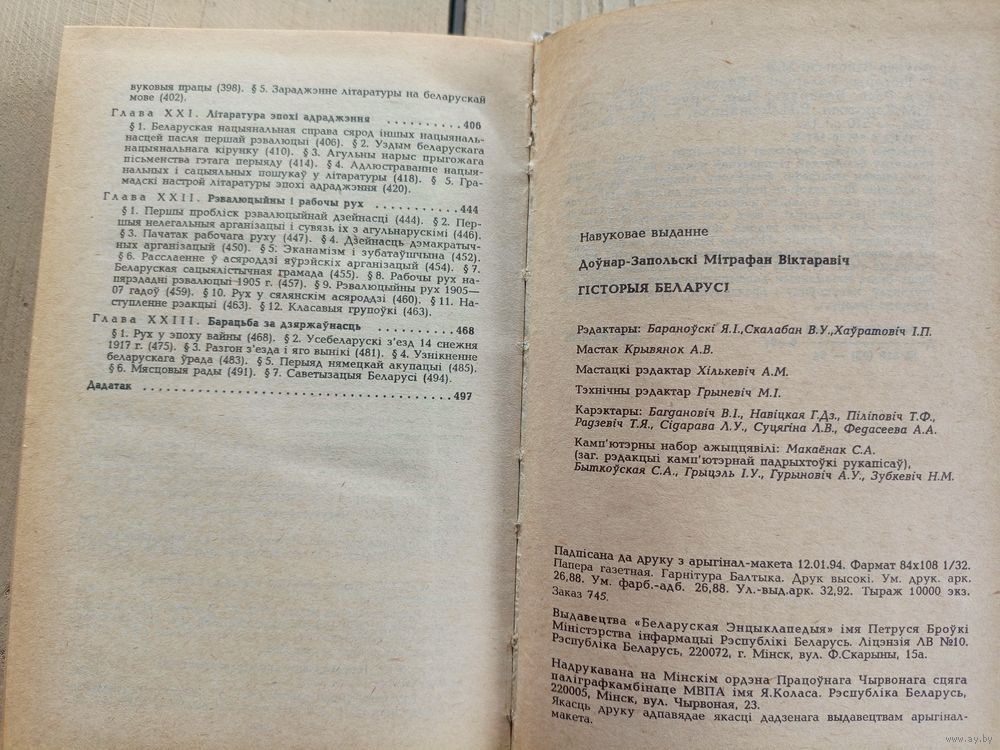 вуковыя працы (398). § 5. Зараджэнне літаратуры на беларускай
мове (402).
Глава XXI. Літаратура эпохі адраджэння ..........406
§ 1. Беларуская нацыянальная справа сярод іншых нацыяналь-
насцей пасля першай рэвалюцыі (406). § 2. Уздым беларускага
нацыянальнага кірунку (410). § 3. Агульны нарыс прыгожага
пісьменства гэтага перыяду (414). § 4. Адлюстраванне нацыя-
нальных і сацыяльных пошукаў у літаратуры (418). § 5. Гра-
мадскі настрой літаратуры эпохі адраджэння (420).
Глава XXII. Рэвалюцыйны і рабочы рух ..........444
§ 1. Першы пробліск рэвалюцыйнай дзейнасці (444). § 2. Пер-
шыя нелегальныя арганізацыі і сувязь іх з агульнарускімі (446).
§ 3. Пачатак рабочага руху (447). § 4. Дзейнасць дэмакратыч-
ных арганізацый (450). § 5. Эканамізм і зубатаўшчына (452).
§ 6. Расслаенне ў асяроддзі яўрэйскіх арганізацый (454). § 7.
Беларуская сацыялістычная грамада (455). § 8. Рабочы рух на-
пярэдадні рэвалюцыі 1905 г. (457). § 9. Рэвалюцыйны рух 1905—
07 гадоў (459). § 10. Рух у сялянскім асяроддзі (460). § 11. На-
ступленне рэакцыі (463). § 12. Класавыя групоўкі (463).
Глава XXIII. Барацьба за дзяржаўнасць ..........468
§ 1. Рух у эпоху вайны (468). § 2. Усебеларускі з'езд 14 снежня
1917 г. (475). § 3. Разгон з'езда і яго вынікі (481). § 4. Узнікненне
беларускага ўрада (483). § 5. Перыяд нямецкай акупацыі (485).
§ 6. Мясцовыя рады (491). § 7. Саветызацыя Беларусі (494).
Дадатак ..................................497
Навуковае выданне
Доўнар-Запольскі Мітрафан Віктаравіч
ГІСТОРЫЯ БЕЛАРУСІ
Рэдактары: Бараноўскі Я.І.,Скалабан В.У.,Хаўратовіч І.П.
Мастак Крывянок А.В.
Мастацкі рэдактар Хількевіч А.М.
Тэхнічны рэдактар Грыневіч М.І.
Карэктары: Багдановіч В.І., Навіцкая Г.Дз., Піліповіч Т.Ф.,
Радзевіч Т.Я., Сідарава Л.У., Суцягіна Л.В., Федасеева А.А.
Камп'ютэрны набор ажыццявілі: Макаёнак С.А.
(заг. рэдакцыі камп'ютэрнай падрыхтоўкі рукапісаў),
Быткоўская С.А., Грыцэль І.У., Гурыновіч А.У., Зубкевіч Н.М.
Падпісана да друку з арыгінал-макета 12.01.94. Фармат 84х108 1/32.
Папера газетная. Гарнітура Балтыка. Друк высокі. Ум. друк. арк.
26,88. Ум. фарб.-адб. 26,88. Ул.-выд.арк. 32,92. Тыраж 10000 экз.
Заказ 745.
Выдавецтва «Беларуская Энцыклапедыя» імя Петруся Броўкі
Міністэрства інфармацыі Рэспублікі Беларусь. Ліцэнзія ЛВ №10.
Рэспубліка Беларусь, 220072, г. Мінск, вул. Ф.Скарыны, 15а.
Надрукавана на Мінскім ордэна Працоўнага Чырвонага сцяга
паліграфкамбінаце МВПА імя Я.Коласа. Рэспубліка Беларусь,
220005, Мінск, вул. Чырвоная, 23.
Якасць друку адпавядае якасці дадзенага выдавецтвам арыгінал-
макета.
www.ay.by